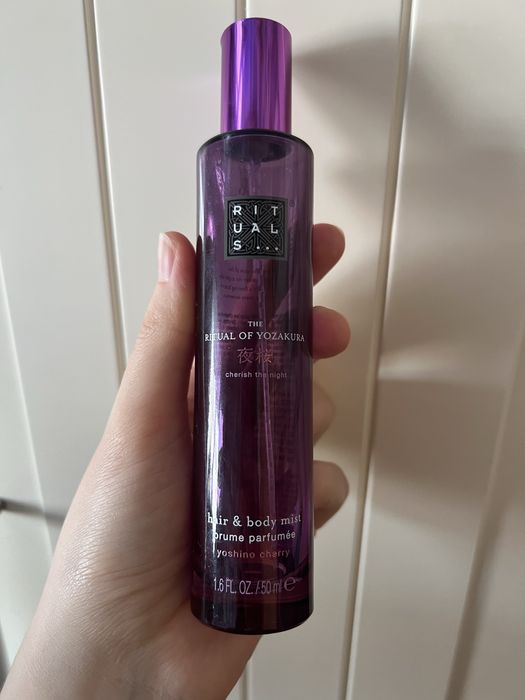 RIT
UAL
S...
THE
RITUAL OF YOZAKURA
夜桜
cherish the night
hair & body mist
brume parfumée
yoshino cherry
1.6 FL. OZ. / 50 ml ℮